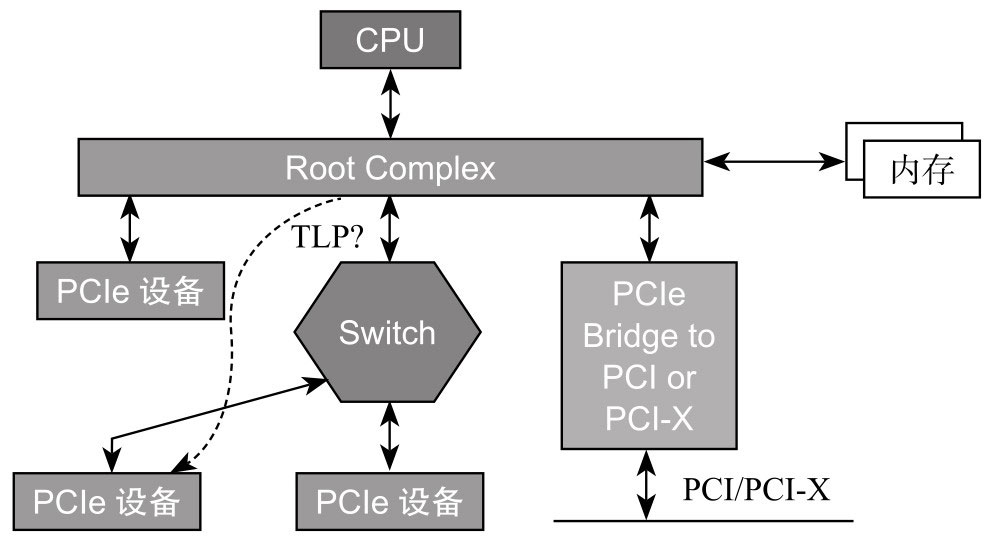 CPU
Root Complex
内存
TLP?
PCIe 设备
Switch
PCIe
Bridge to
PCI or
PCI-X
PCIe 设备
PCIe 设备
PCI/PCI-X